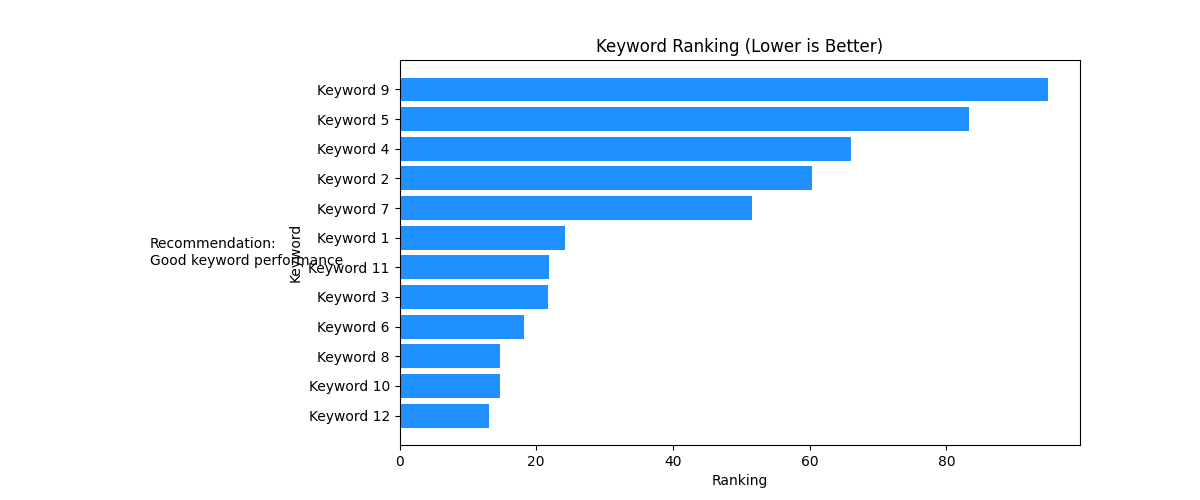 Keyword Ranking (Lower is Better)
Keyword 9
Keyword 5
Keyword 4
Keyword 2
Keyword 7
Keyword 1
Keyword 11
Keyword 3
Keyword 6
Keyword 8
Keyword 10
Keyword 12
Keyword
Recommendation:
Good keyword performance
0 20 40 60 80
Ranking